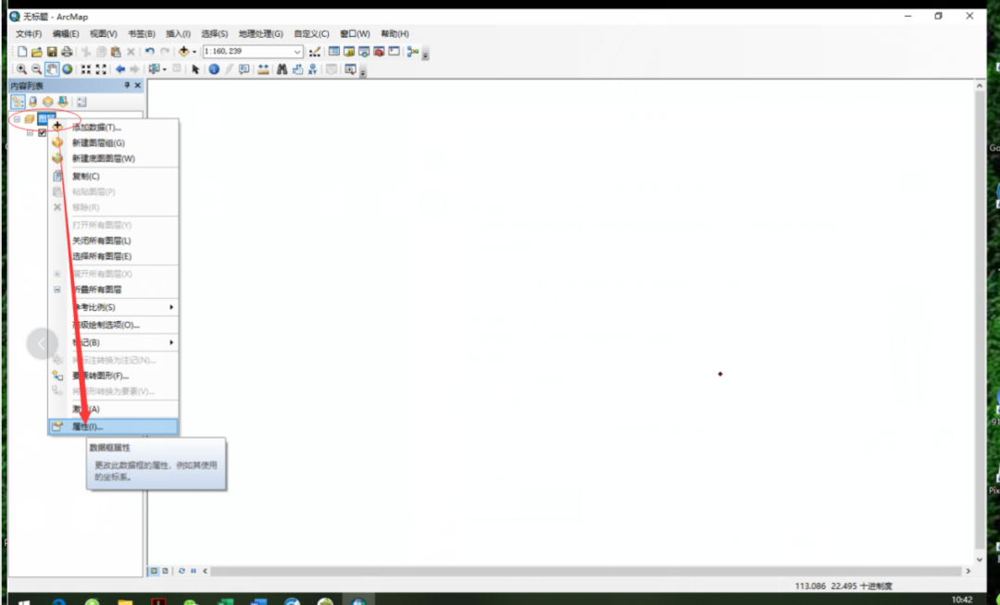 无标题 - ArcMap
文件(F) 编辑(E) 视图(V) 书签(B) 插入(I) 选择(S) 地理处理(G) 自定义(C) 窗口(W) 帮助(H)
1:160,239
内容列表
图层
添加数据(T)...
新建图层组(G)
新建底图图层(W)
复制(C)
粘贴图层(P)
移除(R)
打开所有图层(Y)
关闭所有图层(L)
选择所有图层(E)
展开所有图层(X)
折叠所有图层
参考比例(S)
高级绘制选项(O)...
标记(B)
将标注转换为注记(N)...
要素转图形(F)...
将图形转换为要素(V)...
激活(A)
属性(I)...
数据框属性
更改此数据框的属性，例如其使用
的坐标系。
113.086 22.495 十进制度
10:42